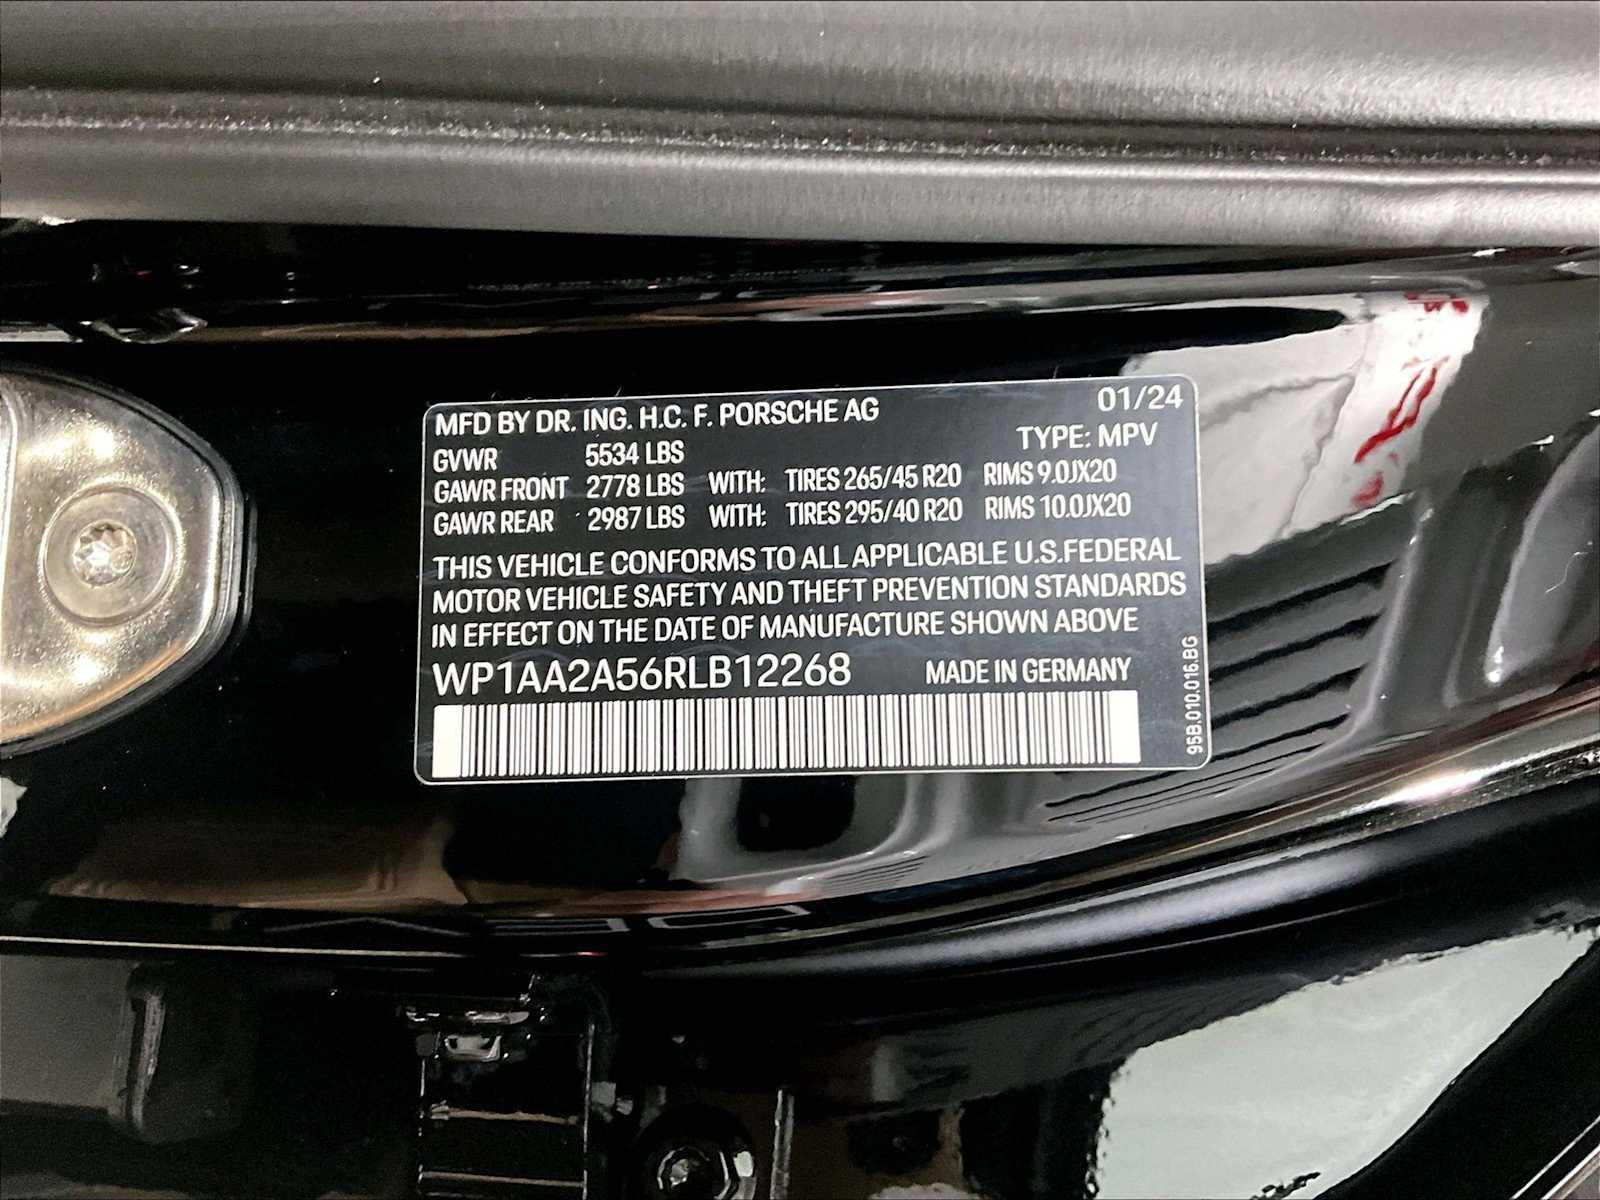 MFD BY DR. ING. H.C. F. PORSCHE AG 01/24
TYPE: MPV
GVWR 5534 LBS
GAWR FRONT 2778 LBS WITH: TIRES 265/45 R20 RIMS 9.0JX20
GAWR REAR 2987 LBS WITH: TIRES 295/40 R20 RIMS 10.0JX20
THIS VEHICLE CONFORMS TO ALL APPLICABLE U.S.FEDERAL
MOTOR VEHICLE SAFETY AND THEFT PREVENTION STANDARDS
IN EFFECT ON THE DATE OF MANUFACTURE SHOWN ABOVE
WP1AA2A56RLB12268 MADE IN GERMANY
95B.010.016.BG